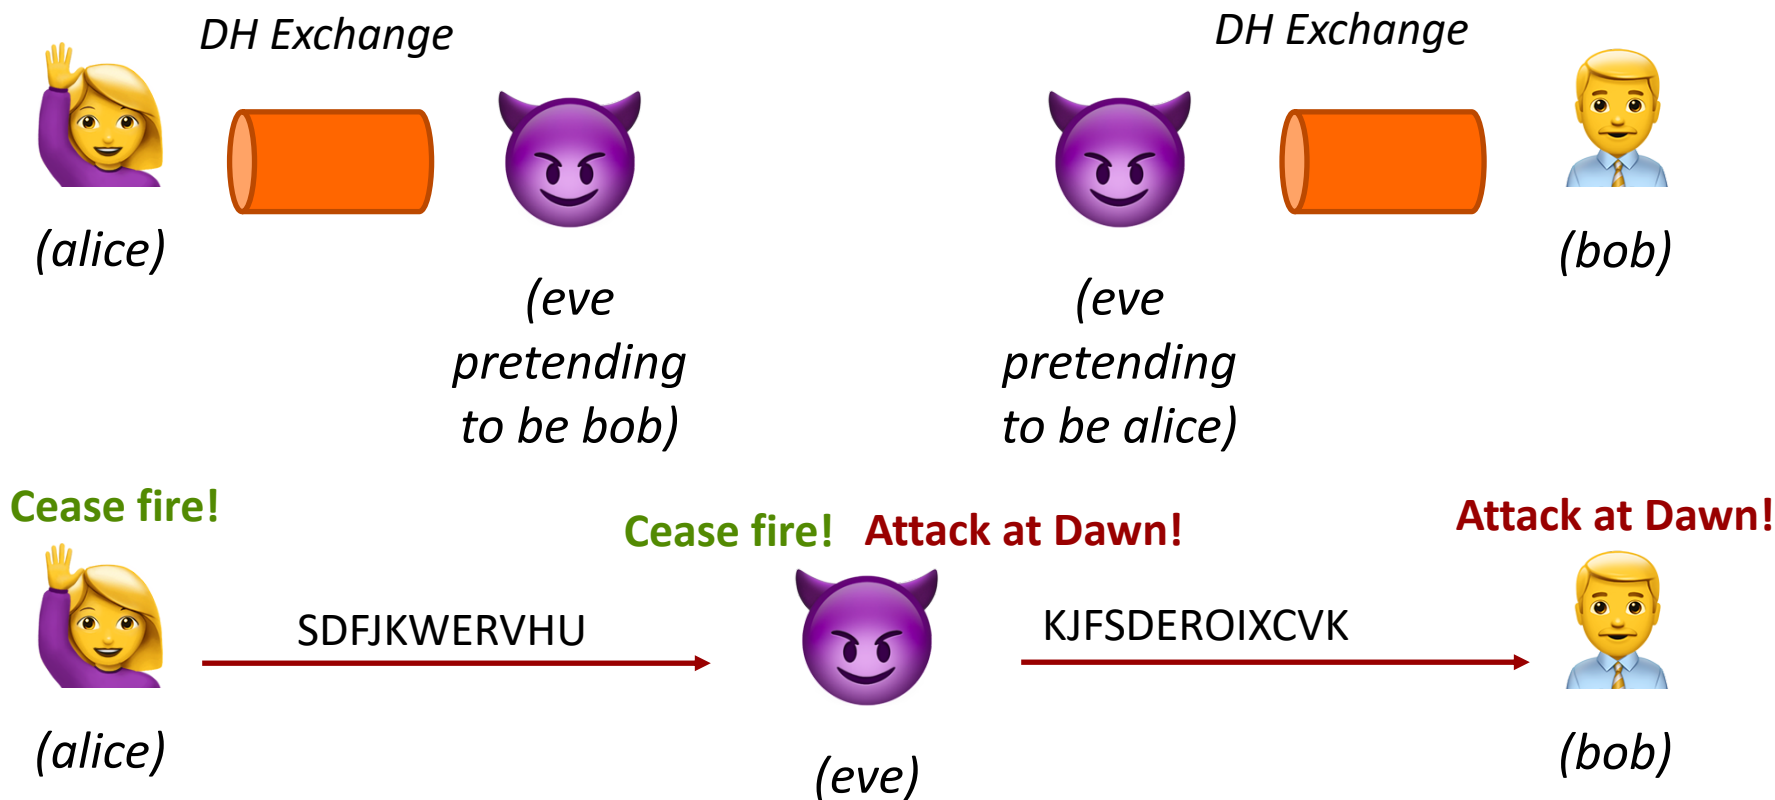 DH Exchange
DH Exchange
(alice)
(eve
pretending
to be bob)
(eve
pretending
to be alice)
(bob)
Cease fire!
Cease fire!
Attack at Dawn!
Attack at Dawn!
SDFJKWERVHU
KJFSDEROIXCVK
(alice)
(eve)
(bob)